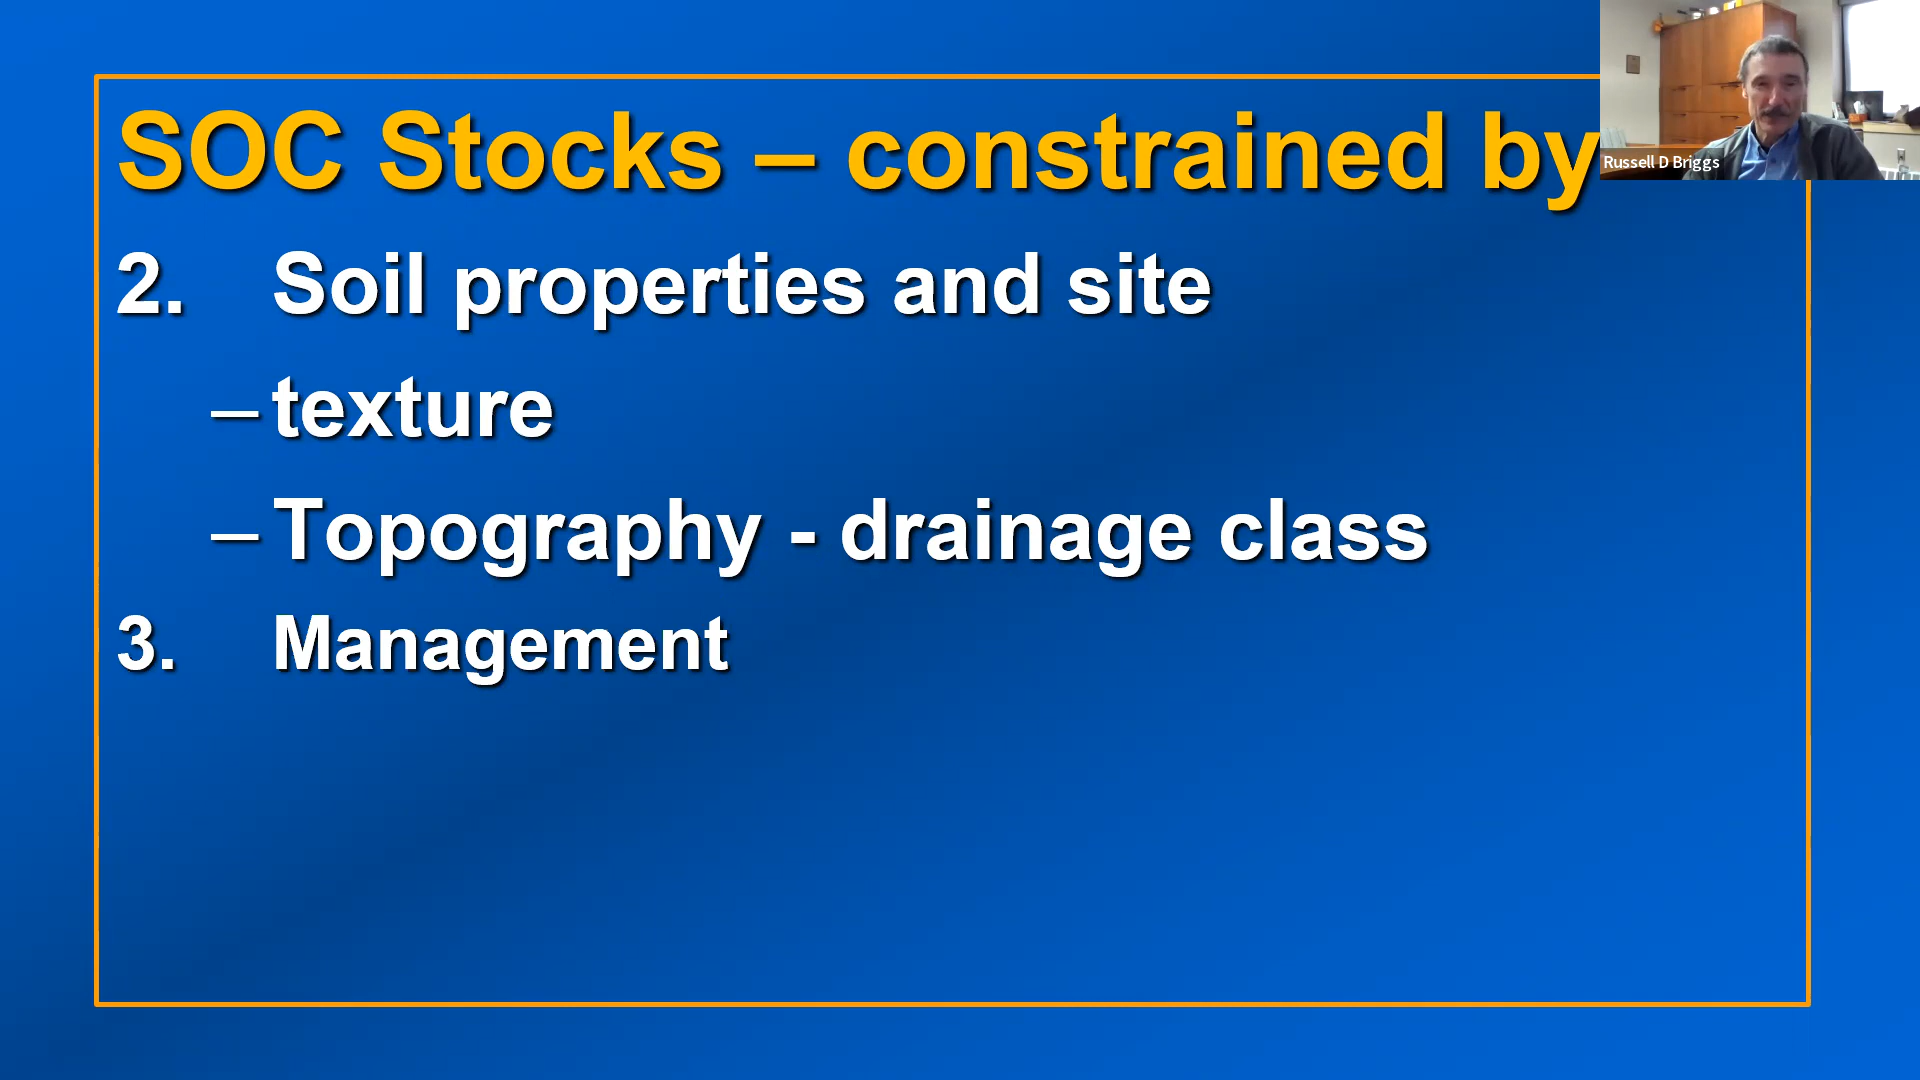 SOC Stocks – constrained by
Russell D Briggs
2. Soil properties and site
– texture
– Topography - drainage class
3. Management